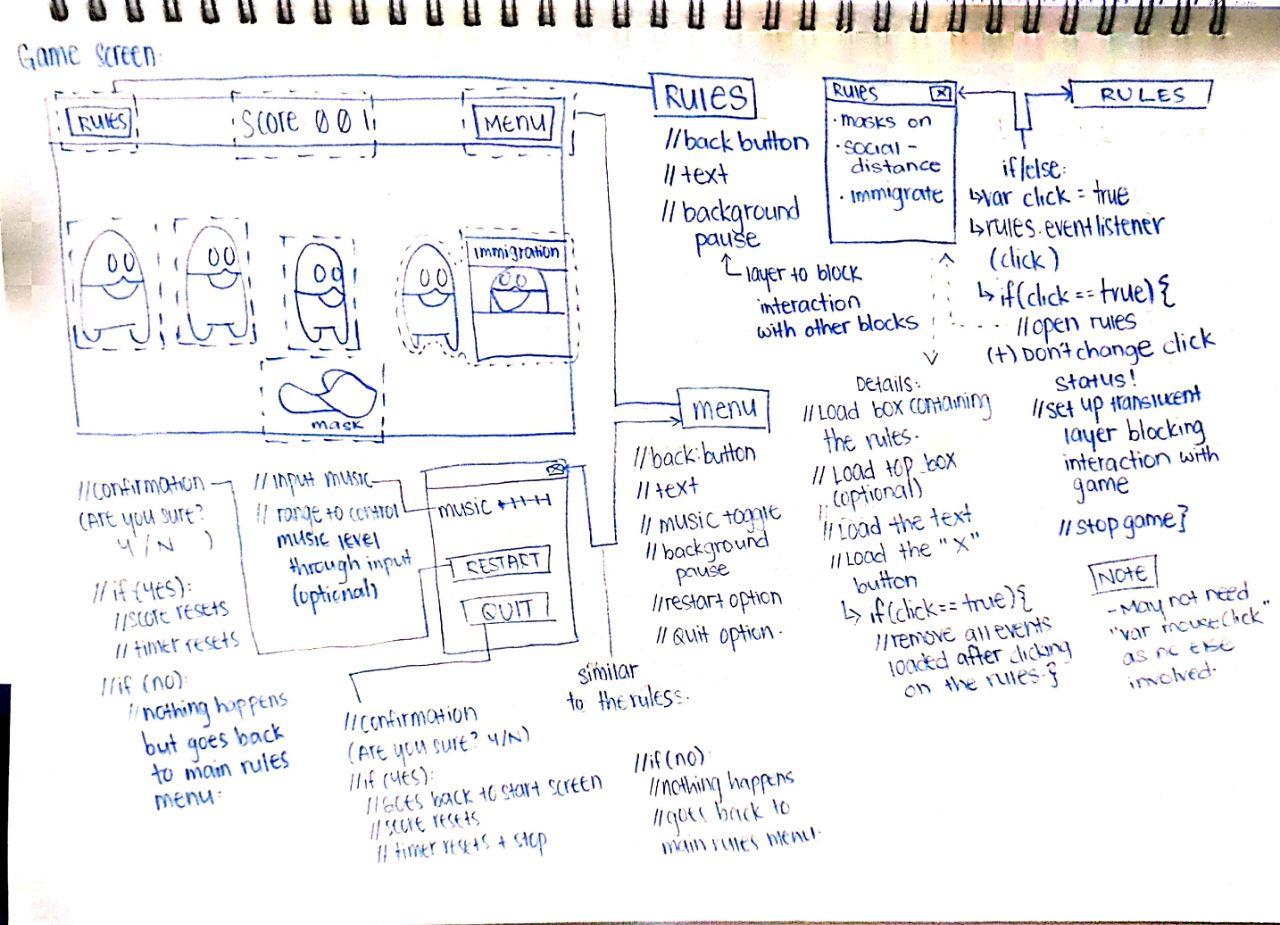 Game Screen.
RULES
Score 001
MENU
immigration
mask
RULES
//back button
//text
//background
pause
layer to block
interaction
with other blocks
Rules
x
· masks on
· social-
distance
· immigrate
RULES
if/else:
↳var click = true
↳rules.eventlistener
(click)
↳if(click == true){
//open rules
(+) Don't change click
status!
//set up translucent
layer blocking
interaction with
game
//stop game}
Details:
//Load box containing
the rules.
//Load top box
(optional)
//Load the text
//Load the "X"
button
↳ if(click == true){
//remove all events
loaded after clicking
on the rules.}
NOTE
-May not need
"var mouseClick"
as no else
involved.
menu
//back:button
//text
//music toggle
//background
pause
//restart option
//Quit option.
x
music
RESTART
QUIT
similar
to the ruless.
//confirmation
(Are you sure?
Y/N )
//if (yes):
//score resets
//timer resets
//if (no):
//nothing happens
but goes back
to main rules
menu.
//input music
//range to control
music level
through input
(optional)
//confirmation
(Are you sure? Y/N)
//if (yes):
//Goes back to start screen
//score resets
//timer resets + stop
//if(no):
//nothing happens
//goes back to
main rules menu.